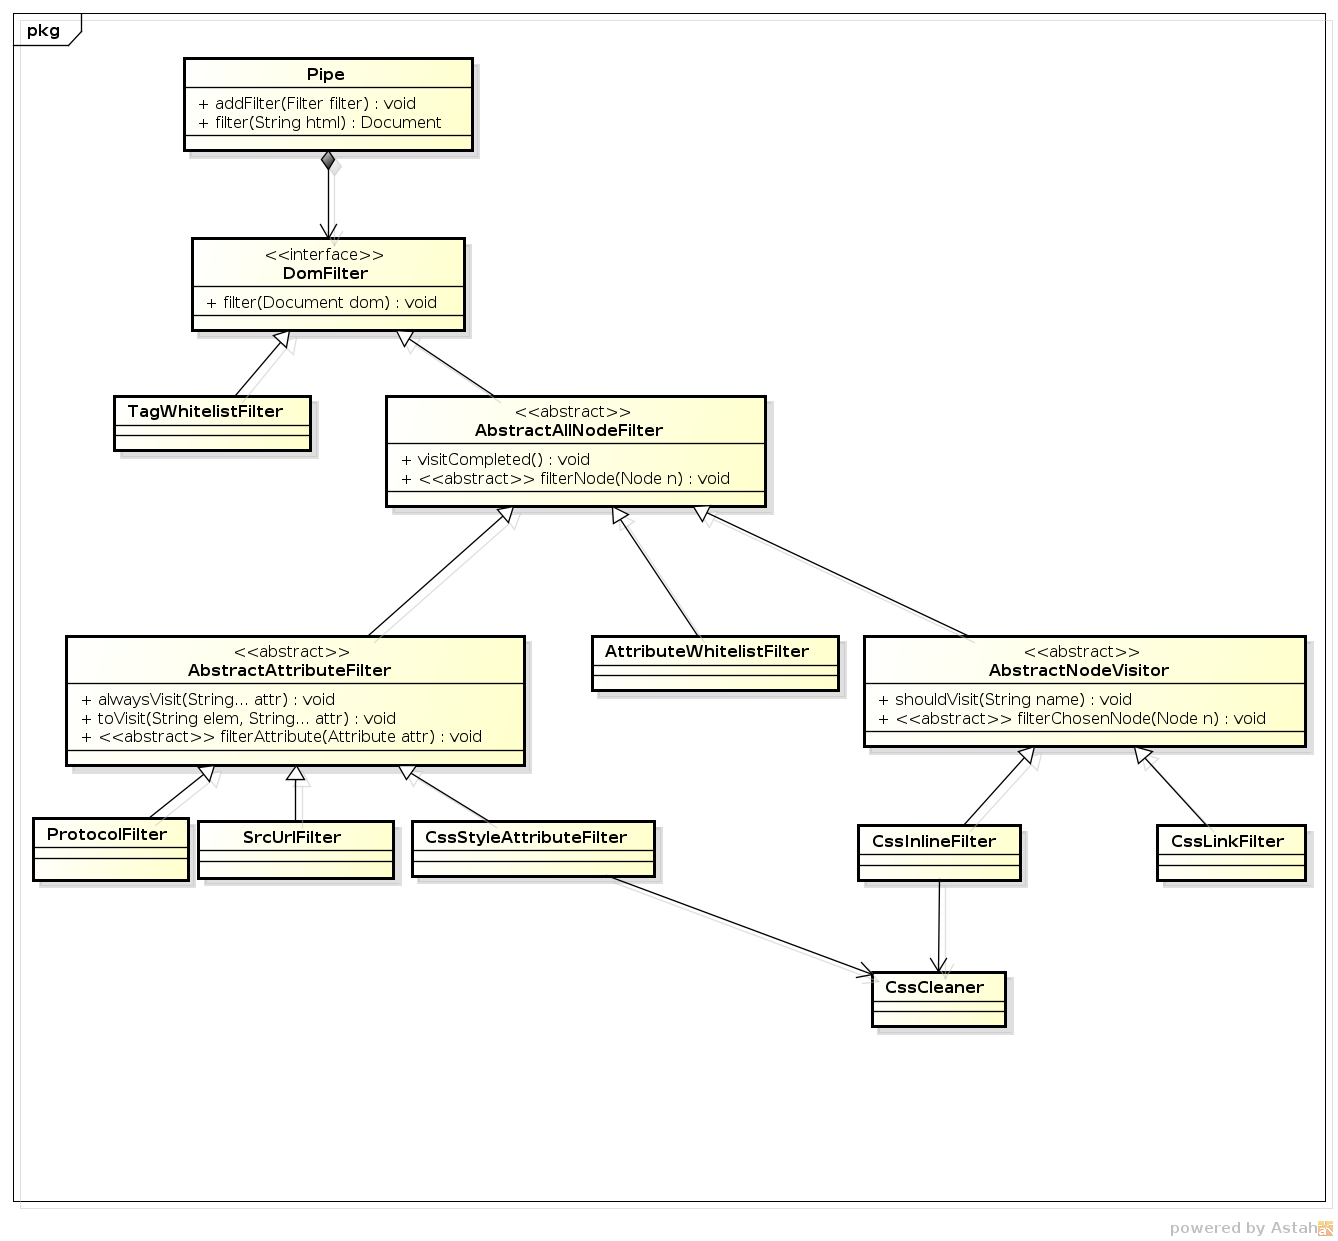 pkg
Pipe
+ addFilter(Filter filter) : void
+ filter(String html) : Document
<<interface>>
DomFilter
+ filter(Document dom) : void
TagWhitelistFilter
<<abstract>>
AbstractAllNodeFilter
+ visitCompleted() : void
+ <<abstract>> filterNode(Node n) : void
<<abstract>>
AbstractAttributeFilter
+ alwaysVisit(String... attr) : void
+ toVisit(String elem, String... attr) : void
+ <<abstract>> filterAttribute(Attribute attr) : void
AttributeWhitelistFilter
<<abstract>>
AbstractNodeVisitor
+ shouldVisit(String name) : void
+ <<abstract>> filterChosenNode(Node n) : void
ProtocolFilter
SrcUrlFilter
CssStyleAttributeFilter
CssInlineFilter
CssLinkFilter
CssCleaner
powered by Astah